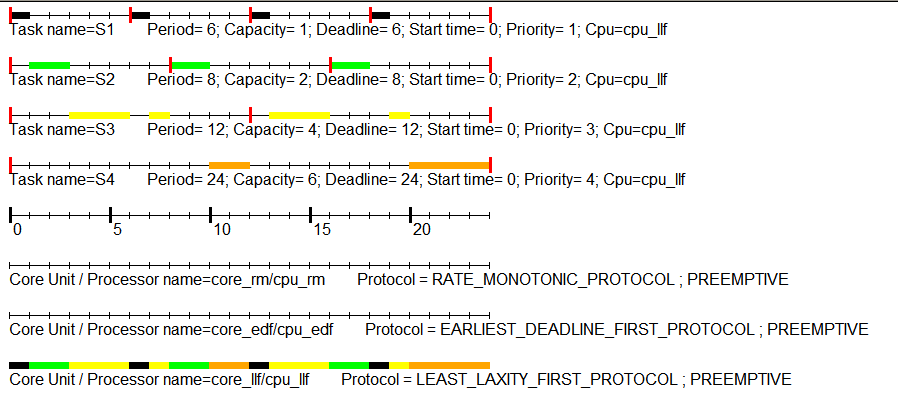 Task name=S1 Period= 6; Capacity= 1; Deadline= 6; Start time= 0; Priority= 1; Cpu=cpu_llf
Task name=S2 Period= 8; Capacity= 2; Deadline= 8; Start time= 0; Priority= 2; Cpu=cpu_llf
Task name=S3 Period= 12; Capacity= 4; Deadline= 12; Start time= 0; Priority= 3; Cpu=cpu_llf
Task name=S4 Period= 24; Capacity= 6; Deadline= 24; Start time= 0; Priority= 4; Cpu=cpu_llf
0 5 10 15 20
Core Unit / Processor name=core_rm/cpu_rm Protocol = RATE_MONOTONIC_PROTOCOL ; PREEMPTIVE
Core Unit / Processor name=core_edf/cpu_edf Protocol = EARLIEST_DEADLINE_FIRST_PROTOCOL ; PREEMPTIVE
Core Unit / Processor name=core_llf/cpu_llf Protocol = LEAST_LAXITY_FIRST_PROTOCOL ; PREEMPTIVE